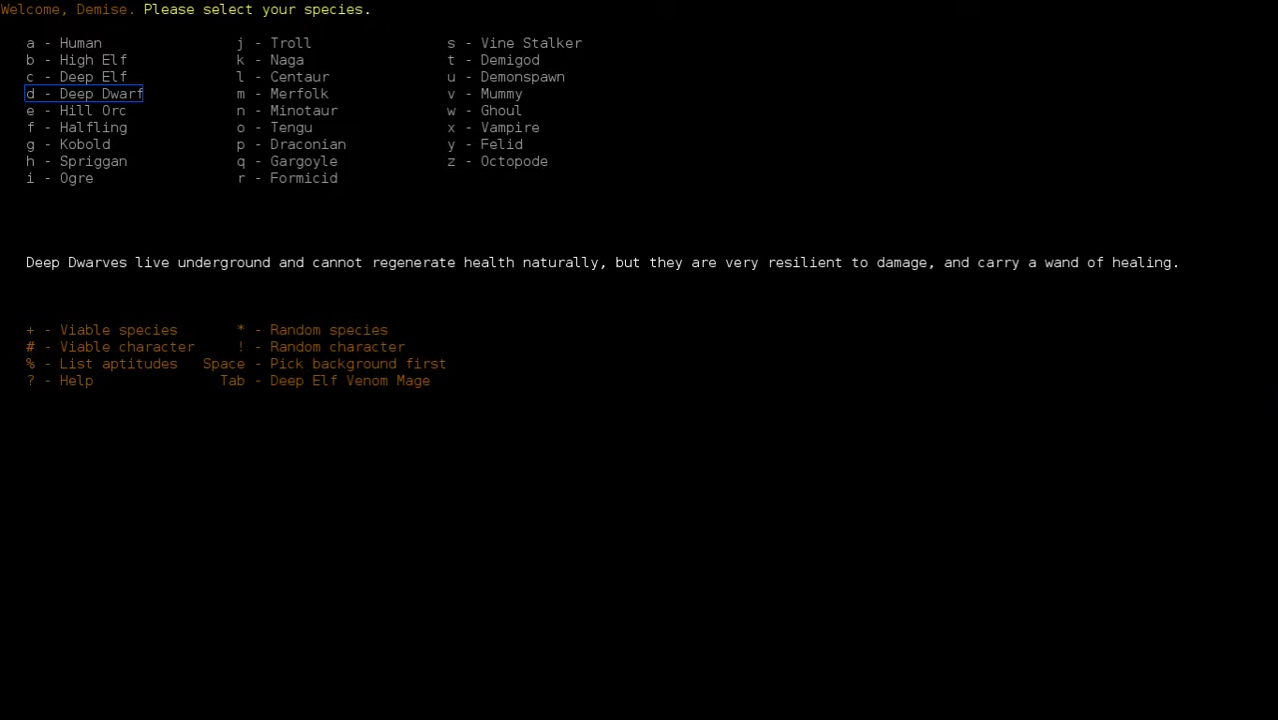 Welcome, Demise. Please select your species.
a - Human j - Troll s - Vine Stalker
b - High Elf k - Naga t - Demigod
c - Deep Elf l - Centaur u - Demonspawn
d - Deep Dwarf m - Merfolk v - Mummy
e - Hill Orc n - Minotaur w - Ghoul
f - Halfling o - Tengu x - Vampire
g - Kobold p - Draconian y - Felid
h - Spriggan q - Gargoyle z - Octopode
i - Ogre r - Formicid
Deep Dwarves live underground and cannot regenerate health naturally, but they are very resilient to damage, and carry a wand of healing.
+ - Viable species * - Random species
# - Viable character ! - Random character
% - List aptitudes Space - Pick background first
? - Help Tab - Deep Elf Venom Mage